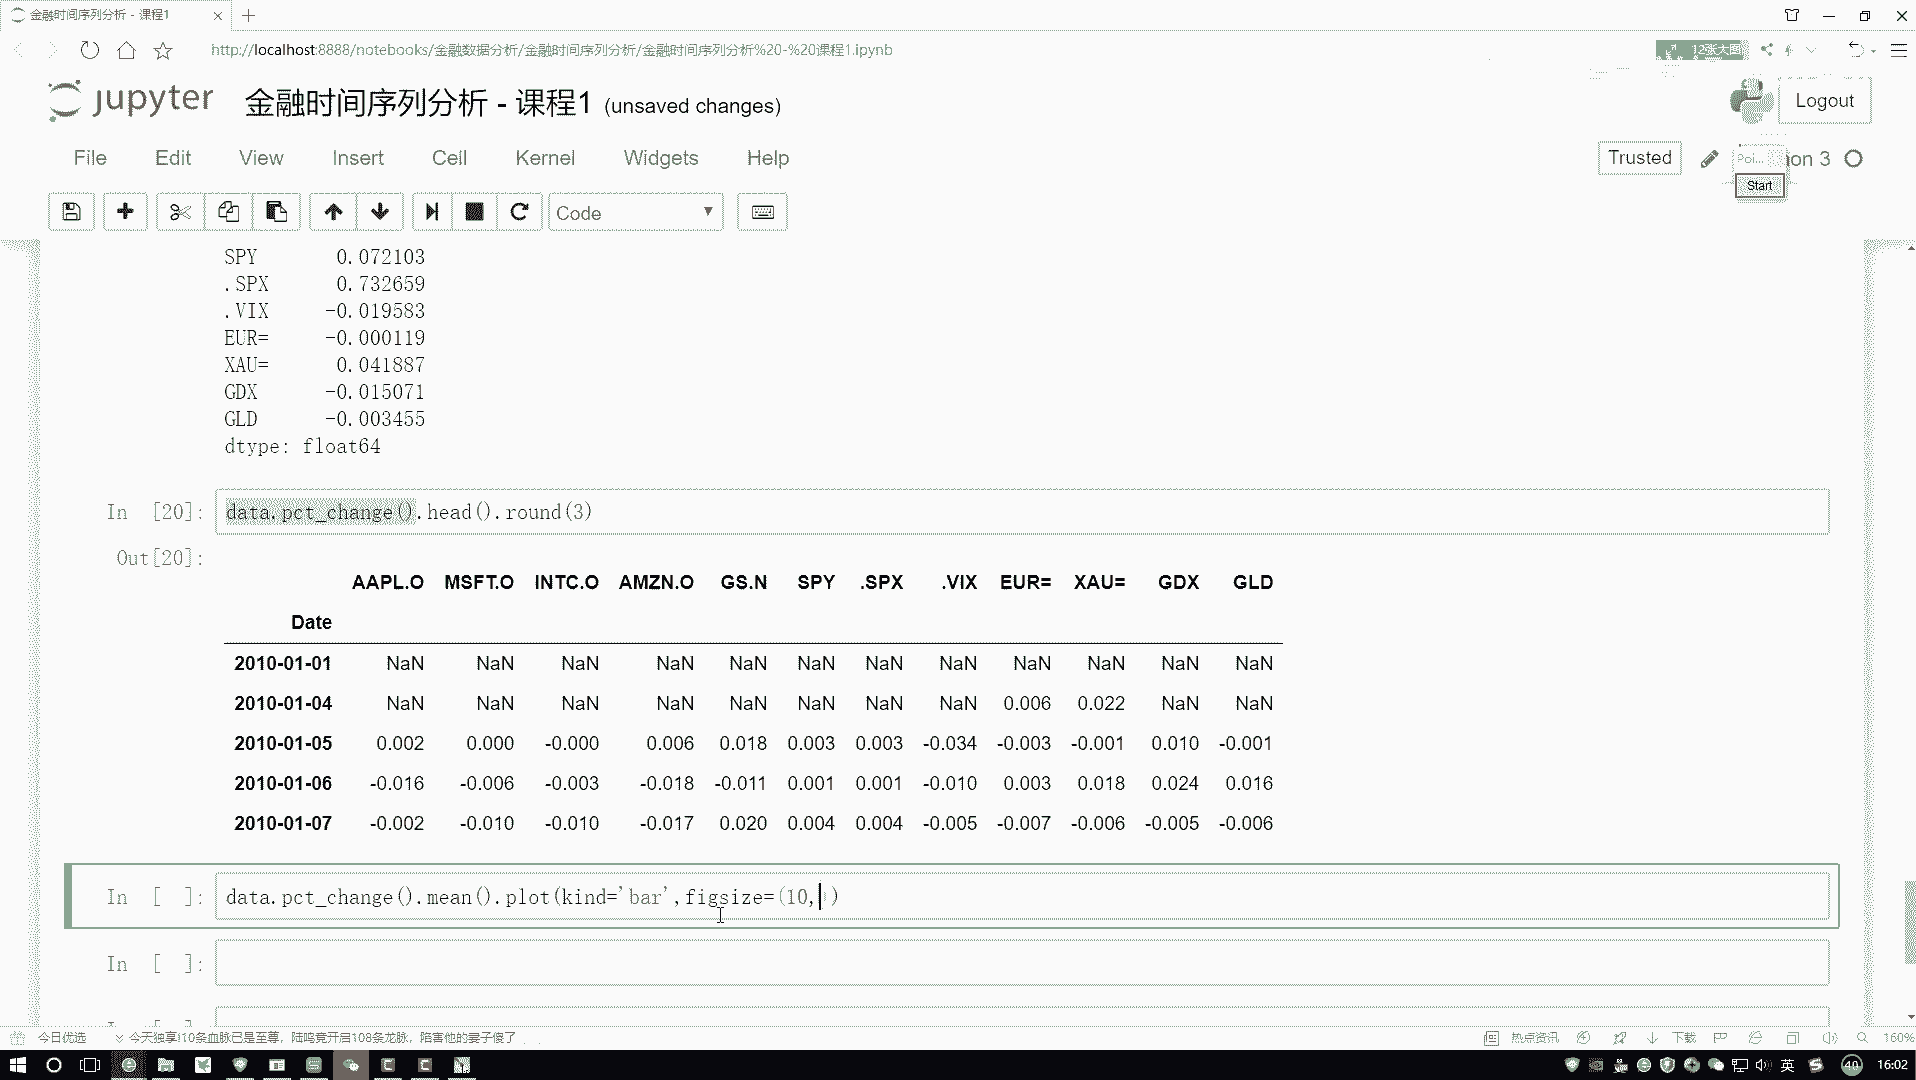 金融时间序列分析 - 课程1
http://localhost:8888/notebooks/金融数据分析/金融时间序列分析/金融时间序列分析%20-%20课程1.ipynb
12张大图
jupyter 金融时间序列分析 - 课程1 (unsaved changes)
Logout
File Edit View Insert Cell Kernel Widgets Help
Trusted
Poi... on 3
Start
Code
SPY 0.072103
.SPX 0.732659
.VIX -0.019583
EUR= -0.000119
XAU= 0.041887
GDX -0.015071
GLD -0.003455
dtype: float64
In [20]: data.pct_change().head().round(3)
Out[20]:
AAPL.O MSFT.O INTC.O AMZN.O GS.N SPY .SPX .VIX EUR= XAU= GDX GLD
Date
2010-01-01 NaN NaN NaN NaN NaN NaN NaN NaN NaN NaN NaN NaN
2010-01-04 NaN NaN NaN NaN NaN NaN NaN NaN 0.006 0.022 NaN NaN
2010-01-05 0.002 0.000 -0.000 0.006 0.018 0.003 0.003 -0.034 -0.003 -0.001 0.010 -0.001
2010-01-06 -0.016 -0.006 -0.003 -0.018 -0.011 0.001 0.001 -0.010 0.003 0.018 0.024 0.016
2010-01-07 -0.002 -0.010 -0.010 -0.017 0.020 0.004 0.004 -0.005 -0.007 -0.006 -0.005 -0.006
In [ ]: data.pct_change().mean().plot(kind='bar',figsize=(10,))
In [ ]:
今日优选 今天独享!10条血脉已是至尊，陆鸣竟开启108条龙脉，陷害他的妻子傻了
热点资讯 下载 160%
英 40 16:02